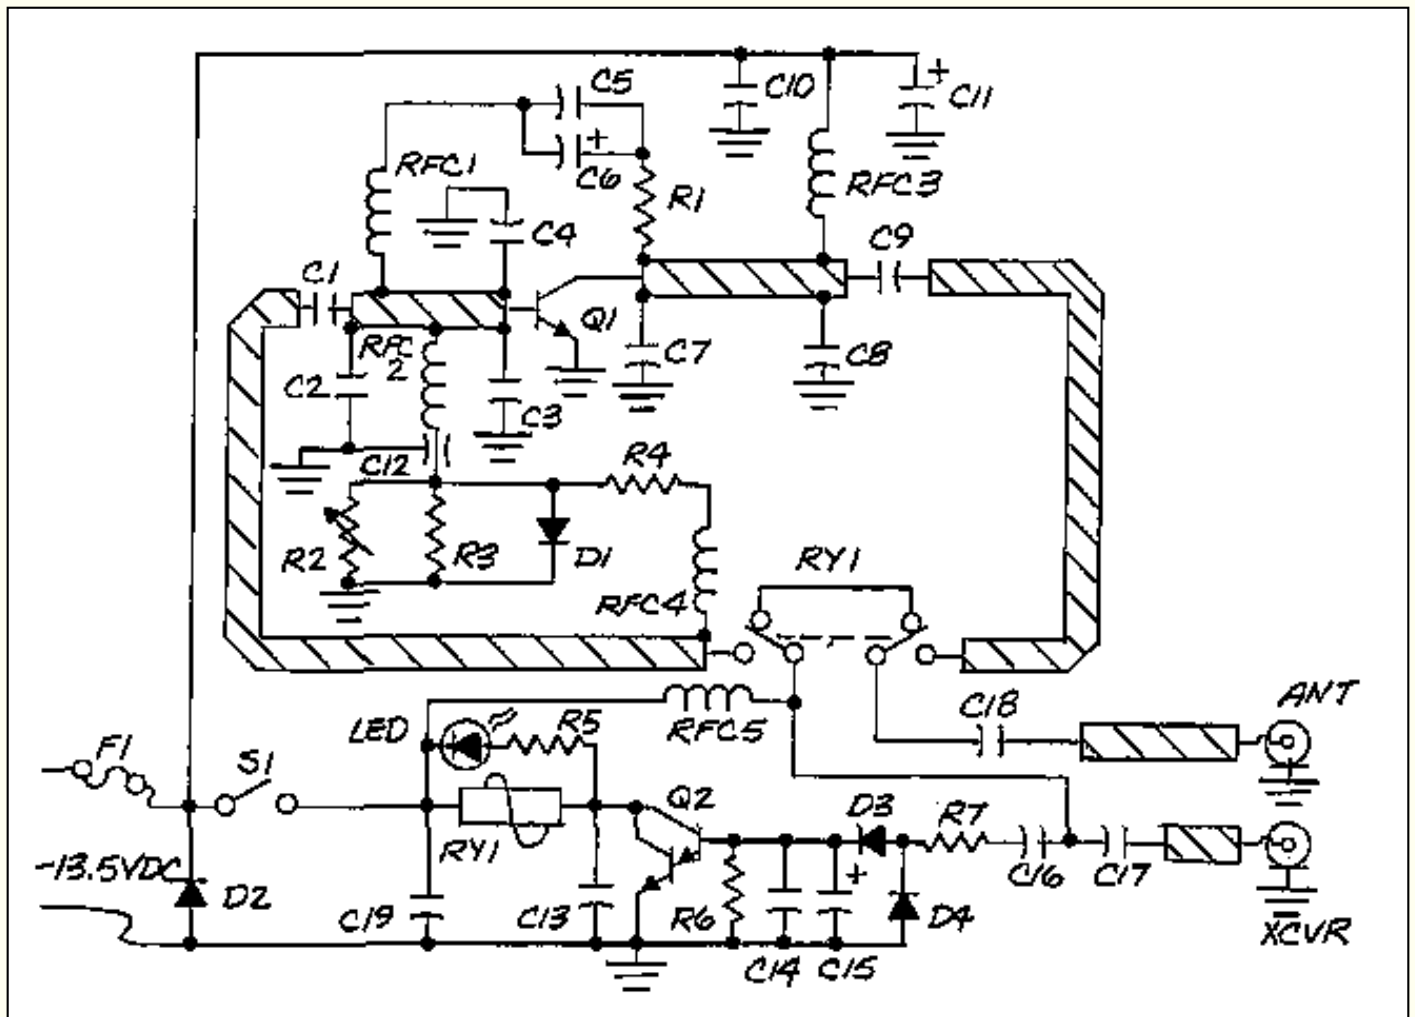 C5
+
C10
+
C11
+
C6
RFC1
R1
RFC3
C4
C9
C1
Q1
RFC
2
C7
C8
C2
C3
C12
R4
R2
R3
D1
RY1
RFC4
ANT
C18
LED
R5
RFC5
F1
S1
Q2
D3
R7
RY1
-13.5VDC
C16
C17
+
D2
C19
C13
R6
D4
XCVR
C14
C15